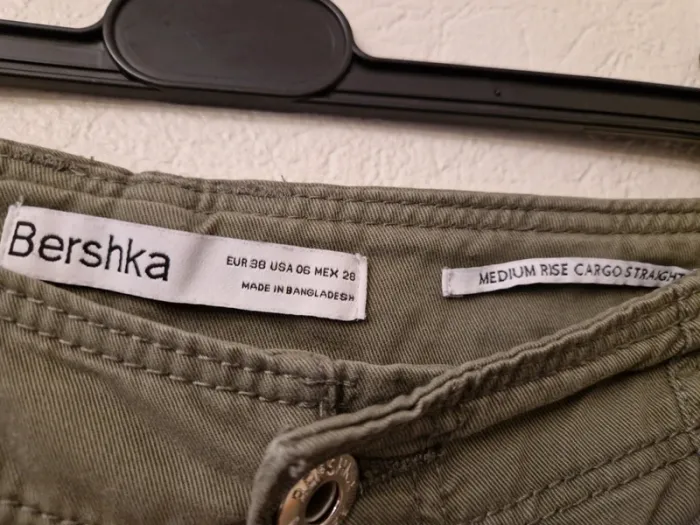 Bershka
EUR 38 USA 06 MEX 28
MADE IN BANGLADESH
MEDIUM RISE CARGO STRAIGHT